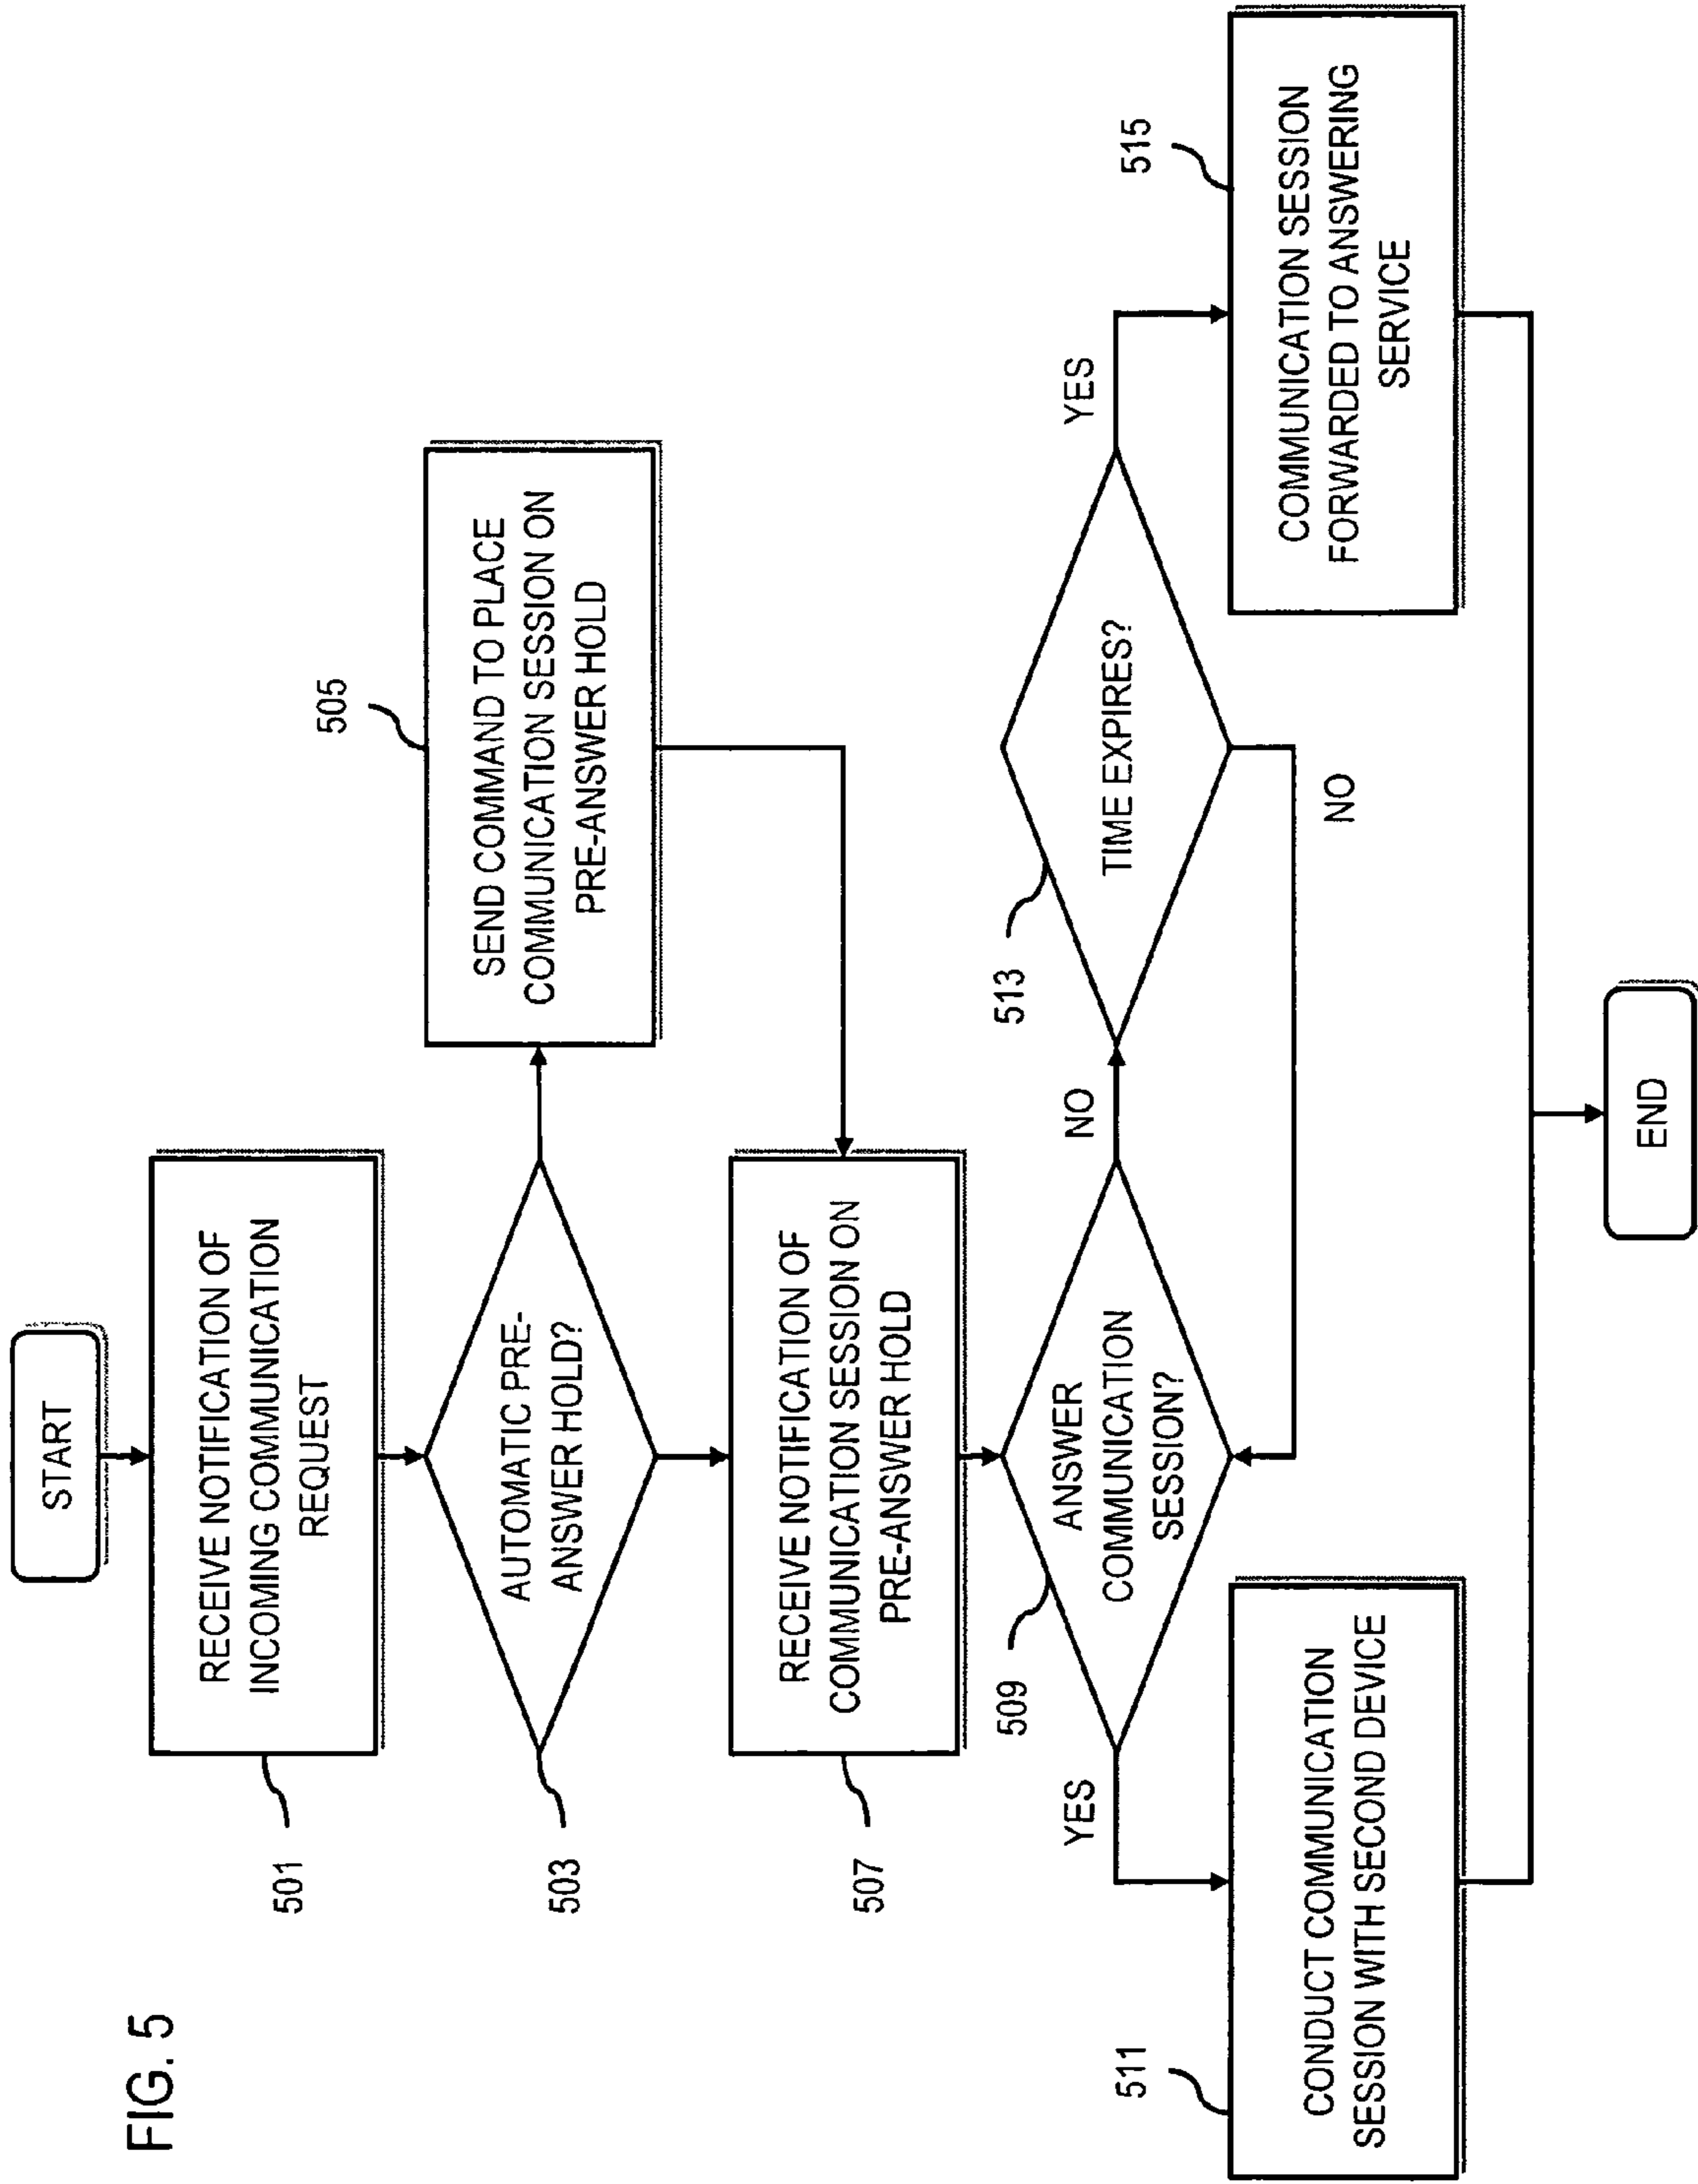 FIG. 5
START
501
RECEIVE NOTIFICATION OF
INCOMING COMMUNICATION
REQUEST
503
AUTOMATIC PRE-
ANSWER HOLD?
505
SEND COMMAND TO PLACE
COMMUNICATION SESSION ON
PRE-ANSWER HOLD
507
RECEIVE NOTIFICATION OF
COMMUNICATION SESSION ON
PRE-ANSWER HOLD
509
ANSWER
COMMUNICATION
SESSION?
YES
NO
513
TIME EXPIRES?
YES
NO
511
CONDUCT COMMUNICATION
SESSION WITH SECOND DEVICE
515
COMMUNICATION SESSION
FORWARDED TO ANSWERING
SERVICE
END